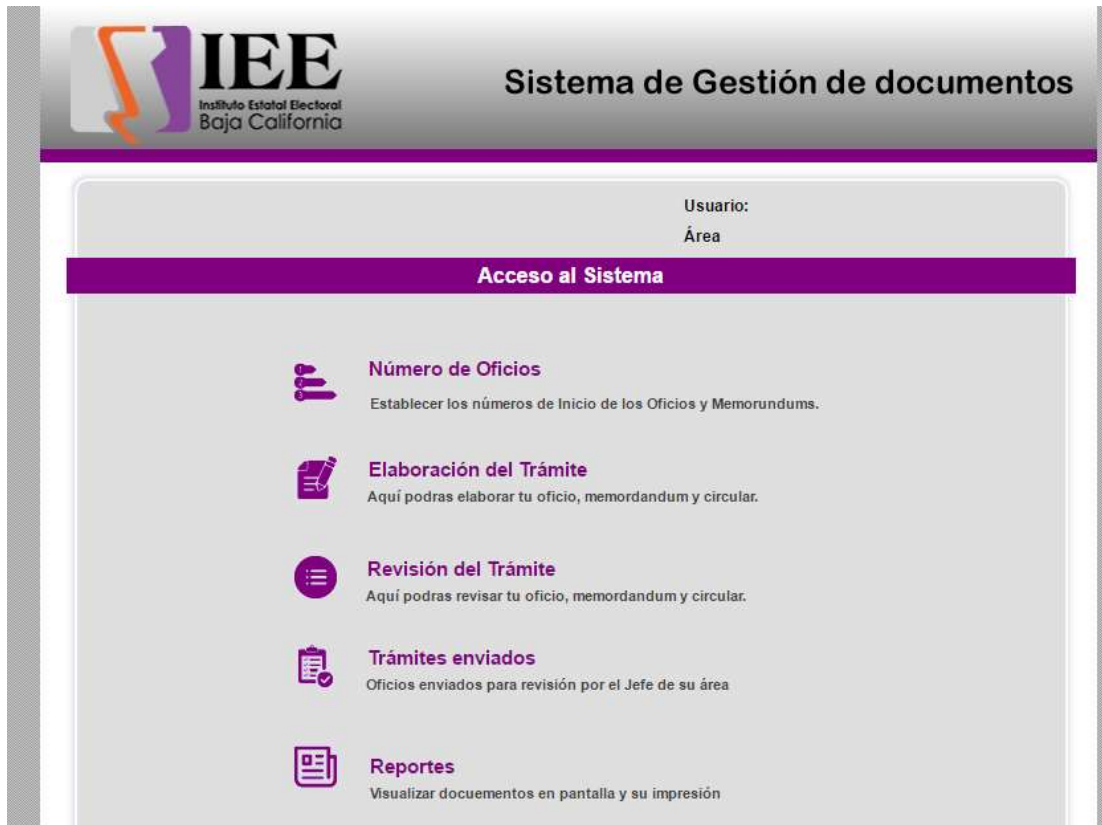 IEE
Instituto Estatal Electoral
Baja California
Sistema de Gestión de documentos
Usuario:
Área
Acceso al Sistema
Número de Oficios
Establecer los números de Inicio de los Oficios y Memorundums.
Elaboración del Trámite
Aquí podras elaborar tu oficio, memordandum y circular.
Revisión del Trámite
Aquí podras revisar tu oficio, memordandum y circular.
Trámites enviados
Oficios enviados para revisión por el Jefe de su área
Reportes
Visualizar docuementos en pantalla y su impresión